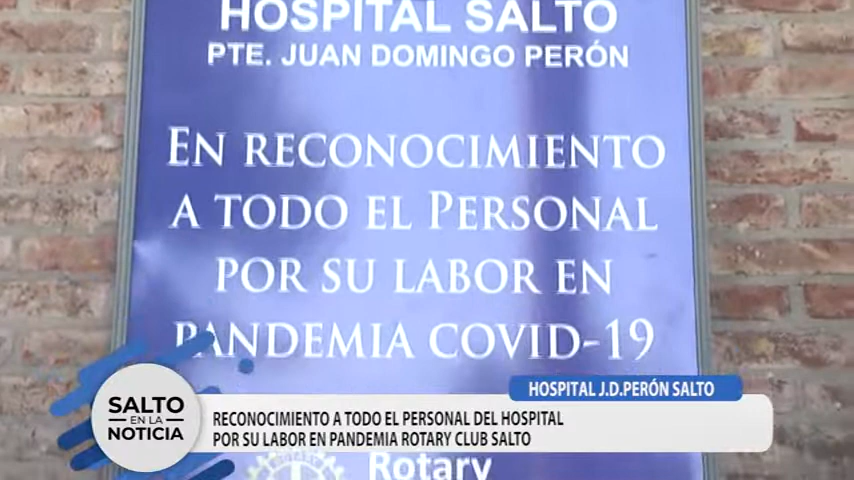 HOSPITAL SALTO
PTE. JUAN DOMINGO PERÓN
EN RECONOCIMIENTO
A TODO EL PERSONAL
POR SU LABOR EN
PANDEMIA COVID-19
HOSPITAL J.D.PERÓN SALTO
SALTO
EN LA
NOTICIA
RECONOCIMIENTO A TODO EL PERSONAL DEL HOSPITAL
POR SU LABOR EN PANDEMIA ROTARY CLUB SALTO
Rotary